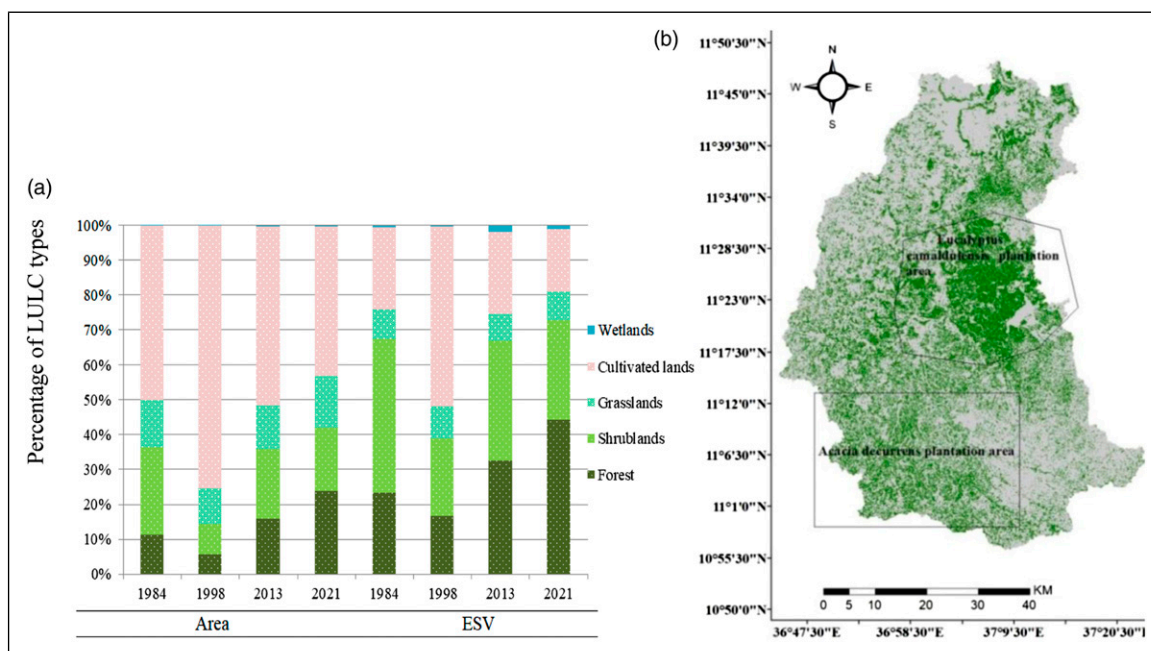 (a)
Percentage of LULC types
100%
90%
80%
70%
60%
50%
40%
30%
20%
10%
0%
1984 1998 2013 2021 1984 1998 2013 2021
Area ESV
Wetlands
Cultivated lands
Grasslands
Shrublands
Forest
(b)
N
W E
S
11°50'30"N
11°45'0"N
11°39'30"N
11°34'0"N
11°28'30"N
11°23'0"N
11°17'30"N
11°12'0"N
11°6'30"N
11°1'0"N
10°55'30"N
10°50'0"N
Eucalyptus
camaldulensis plantation
area
Acacia decurrens plantation area
KM
0 5 10 20 30 40
36°47'30"E 36°58'30"E 37°9'30"E 37°20'30"E